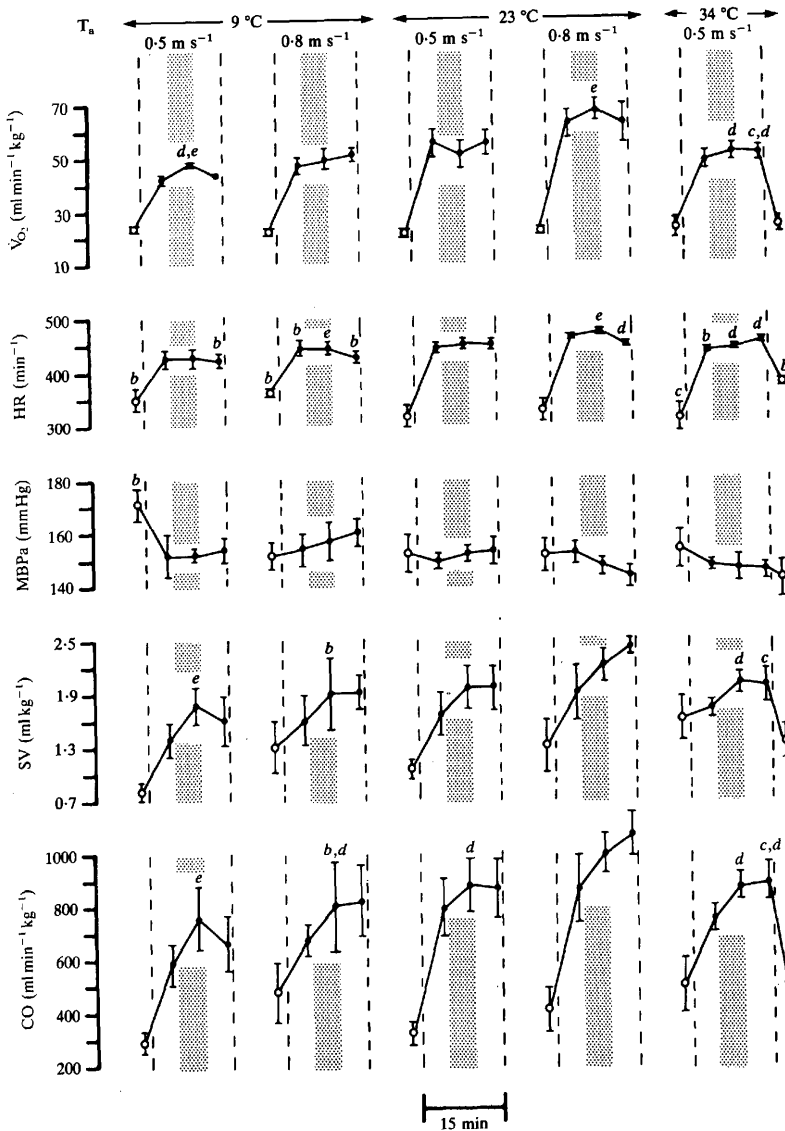 Tₐ 9 °C 23 °C 34 °C
0·5 m s⁻¹ 0·8 m s⁻¹ 0·5 m s⁻¹ 0·8 m s⁻¹ 0·5 m s⁻¹
V̇O₂ (ml min⁻¹ kg⁻¹)
70
50
30
10
d,e
e
d
c,d
HR (min⁻¹)
500
400
300
b
b
b
b
e
b
e
d
c
b
d
d
b
MBPa (mmHg)
180
160
140
b
SV (ml kg⁻¹)
2·5
1·9
1·3
0·7
e
b
d
c
CO (ml min⁻¹ kg⁻¹)
1000
800
600
400
200
e
b,d
d
d
c,d
15 min